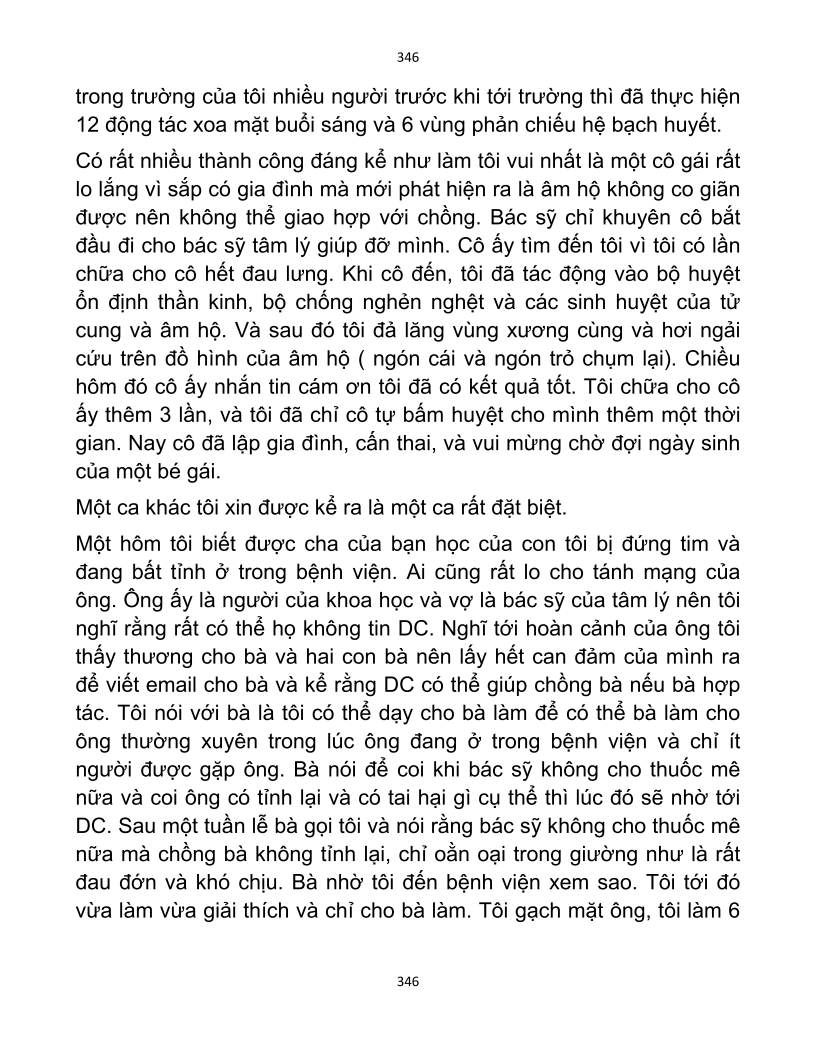 346
trong trường của tôi nhiều người trước khi tới trường thì đã thực hiện
12 động tác xoa mặt buổi sáng và 6 vùng phản chiếu hệ bạch huyết.
Có rất nhiều thành công đáng kể như làm tôi vui nhất là một cô gái rất
lo lắng vì sắp có gia đình mà mới phát hiện ra là âm hộ không co giãn
được nên không thể giao hợp với chồng. Bác sỹ chỉ khuyên cô bắt
đầu đi cho bác sỹ tâm lý giúp đỡ mình. Cô ấy tìm đến tôi vì tôi có lần
chữa cho cô hết đau lưng. Khi cô đến, tôi đã tác động vào bộ huyệt
ổn định thần kinh, bộ chống nghẻn nghẹt và các sinh huyệt của tử
cung và âm hộ. Và sau đó tôi đả lăng vùng xương cùng và hơi ngải
cứu trên đồ hình của âm hộ ( ngón cái và ngón trỏ chụm lại). Chiều
hôm đó cô ấy nhắn tin cám ơn tôi đã có kết quả tốt. Tôi chữa cho cô
ấy thêm 3 lần, và tôi đã chỉ cô tự bấm huyệt cho mình thêm một thời
gian. Nay cô đã lập gia đình, cấn thai, và vui mừng chờ đợi ngày sinh
của một bé gái.
Một ca khác tôi xin được kể ra là một ca rất đặt biệt.
Một hôm tôi biết được cha của bạn học của con tôi bị đứng tim và
đang bất tỉnh ở trong bệnh viện. Ai cũng rất lo cho tánh mạng của
ông. Ông ấy là người của khoa học và vợ là bác sỹ của tâm lý nên tôi
nghĩ rằng rất có thể họ không tin DC. Nghĩ tới hoàn cảnh của ông tôi
thấy thương cho bà và hai con bà nên lấy hết can đảm của mình ra
để viết email cho bà và kể rằng DC có thể giúp chồng bà nếu bà hợp
tác. Tôi nói với bà là tôi có thể dạy cho bà làm để có thể bà làm cho
ông thường xuyên trong lúc ông đang ở trong bệnh viện và chỉ ít
người được gặp ông. Bà nói để coi khi bác sỹ không cho thuốc mê
nữa và coi ông có tỉnh lại và có tai hại gì cụ thể thì lúc đó sẽ nhờ tới
DC. Sau một tuần lễ bà gọi tôi và nói rằng bác sỹ không cho thuốc mê
nữa mà chồng bà không tỉnh lại, chỉ oằn oại trong giường như là rất
đau đớn và khó chịu. Bà nhờ tôi đến bệnh viện xem sao. Tôi tới đó
vừa làm vừa giải thích và chỉ cho bà làm. Tôi gạch mặt ông, tôi làm 6
346